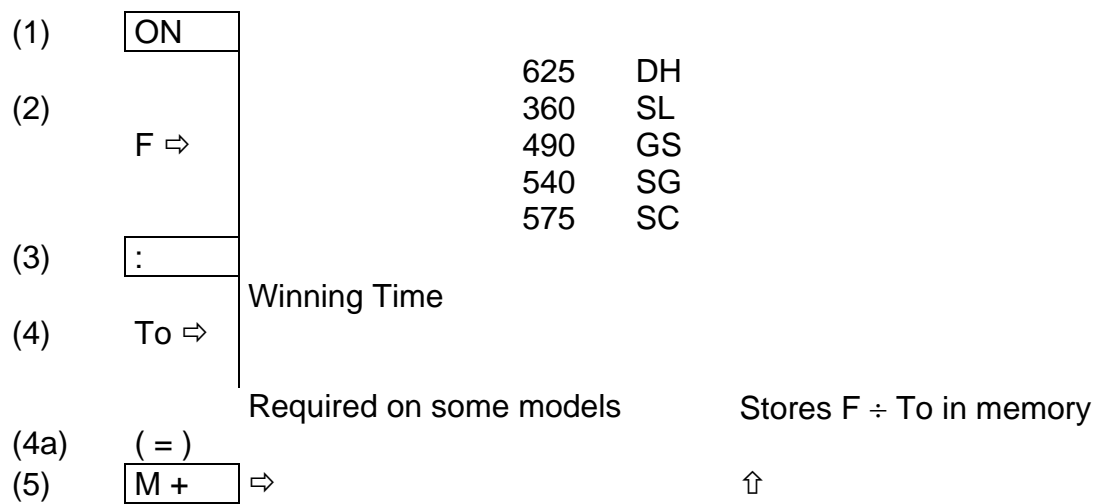 (1) ON
625 DH
(2) 360 SL
F ⇨ 490 GS
540 SG
575 SC
(3) :
Winning Time
(4) To ⇨
Required on some models Stores F ÷ To in memory
(4a) ( = )
(5) M + ⇨ ⇧